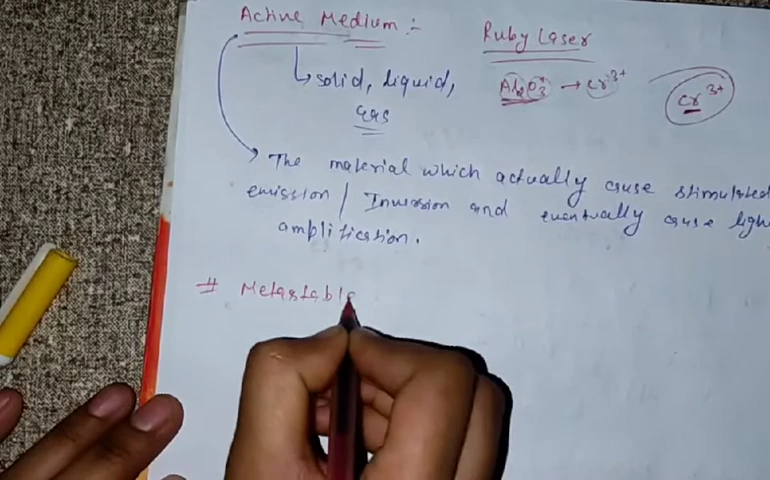 Active Medium :-
Ruby Laser
↳ solid, liquid,
gas
Al2O3 → Cr3+
Cr3+
The material which actually cause stimulated
emission / Inversion and eventually cause ligh
amplification.
# Metastable